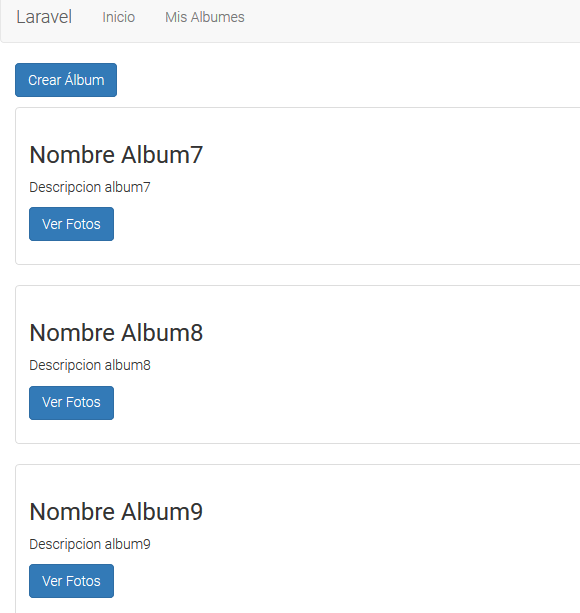 Laravel Inicio Mis Albumes
Crear Álbum
Nombre Album7
Descripcion album7
Ver Fotos
Nombre Album8
Descripcion album8
Ver Fotos
Nombre Album9
Descripcion album9
Ver Fotos